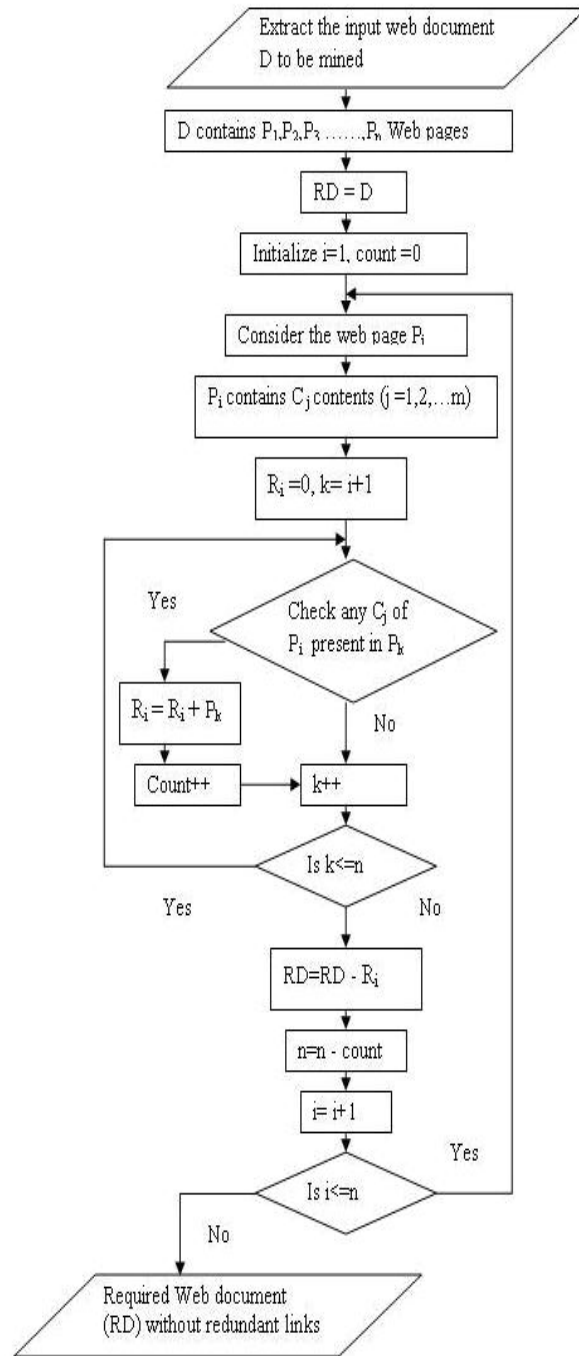 Extract the input web document
D to be mined
D contains P₁,P₂,P₃ ……,Pₙ Web pages
RD = D
Initialize i=1, count =0
Consider the web page Pᵢ
Pᵢ contains Cⱼ contents (j =1,2,…m)
Rᵢ =0, k= i+1
Yes
Check any Cⱼ of
Pᵢ present in Pₖ
Rᵢ = Rᵢ + Pₖ
No
Count++
k++
Is k<=n
Yes
No
RD=RD - Rᵢ
n=n - count
i= i+1
Yes
Is i<=n
No
Required Web document
(RD) without redundant links